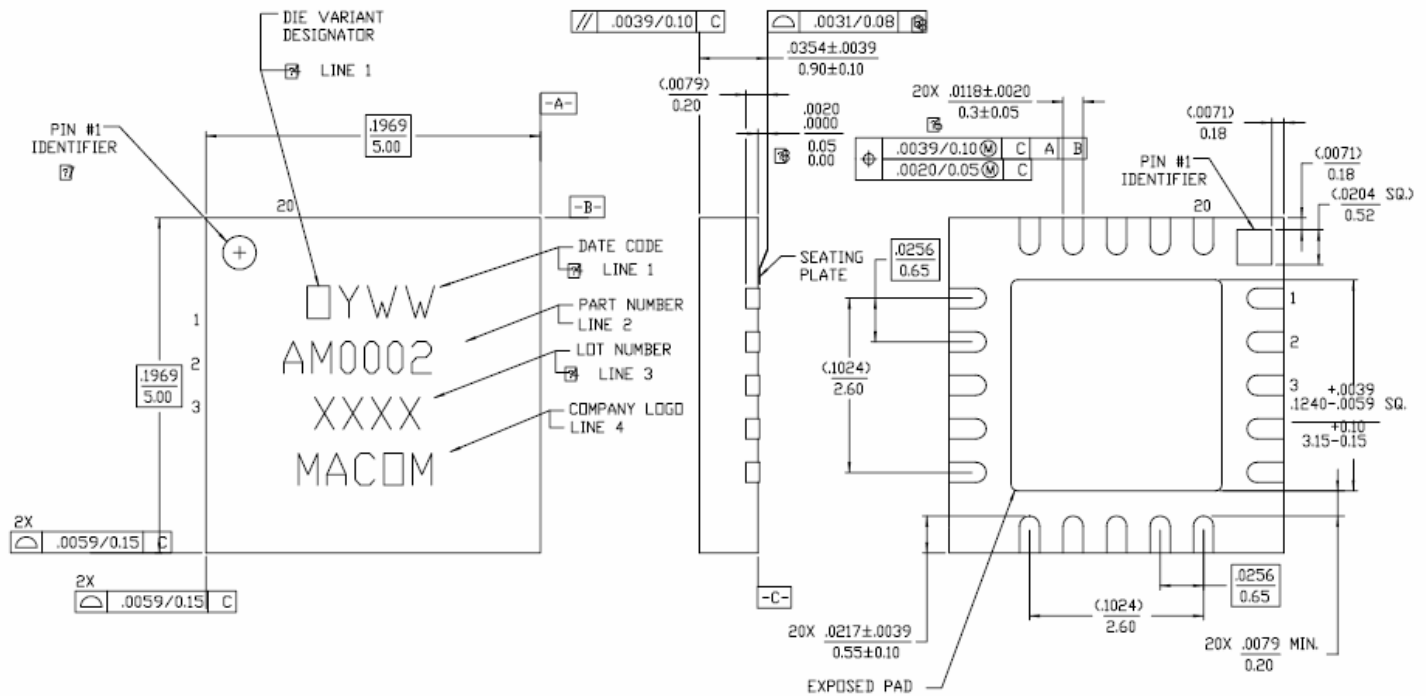 DIE VARIANT
DESIGNATOR
LINE 1
PIN #1
IDENTIFIER
.1969
5.00
-A-
20
-B-
1
2
3
.1969
5.00
YWW
AM0002
XXXX
MACOM
DATE CODE
LINE 1
PART NUMBER
LINE 2
LOT NUMBER
LINE 3
COMPANY LOGO
LINE 4
2X
.0059/0.15 C
2X
.0059/0.15 C
// .0039/0.10 C
.0031/0.08
.0354±.0039
0.90±0.10
(.0079)
0.20
.0020
.0000
0.05
0.00
SEATING
PLATE
-C-
20X .0118±.0020
0.3±0.05
.0039/0.10 Ⓜ C A B
.0020/0.05 Ⓜ C
(.0071)
0.18
PIN #1
IDENTIFIER
(.0071)
0.18
(.0204 SQ.)
0.52
20
.0256
0.65
(.1024)
2.60
1
2
3
+.0039
.1240-.0059 SQ.
+0.10
3.15-0.15
.0256
0.65
(.1024)
2.60
20X .0217±.0039
0.55±0.10
20X .0079 MIN.
0.20
EXPOSED PAD